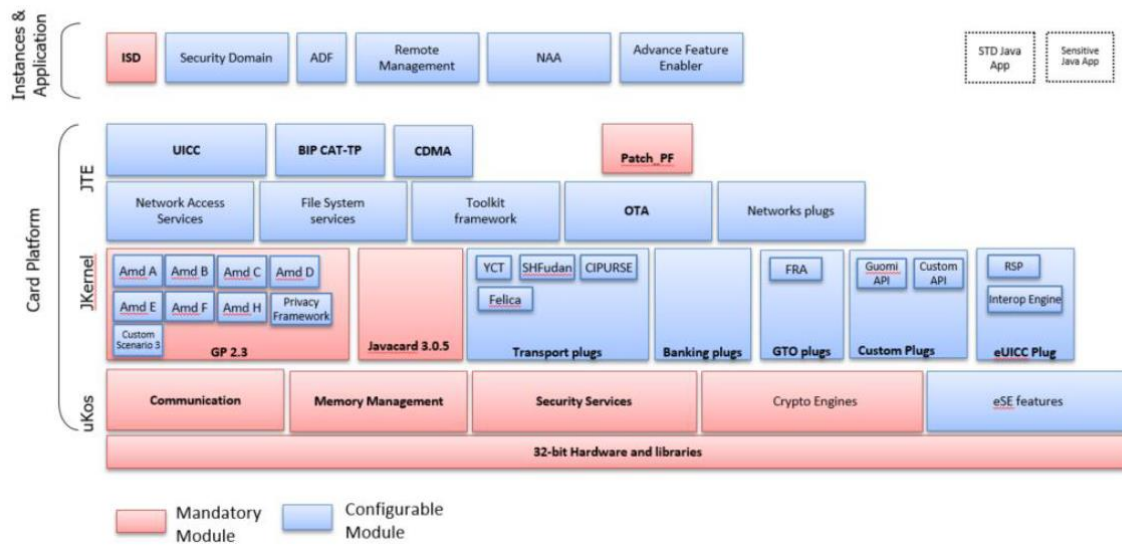 Instances &
Application
ISD
Security Domain
ADF
Remote
Management
NAA
Advance Feature
Enabler
STD Java
App
Sensitive
Java App
Card Platform
JTE
UICC
BIP CAT-TP
CDMA
Patch_PF
Network Access
Services
File System
services
Toolkit
framework
OTA
Networks plugs
JKernel
Amd A
Amd B
Amd C
Amd D
Amd E
Amd F
Amd H
Privacy
Framework
Custom
Scenario 3
GP 2.3
Javacard 3.0.5
YCT
SHFudan
CIPURSE
Felica
Transport plugs
Banking plugs
FRA
GTO plugs
Guomi
API
Custom
API
Custom Plugs
RSP
Interop Engine
eUICC Plug
uKos
Communication
Memory Management
Security Services
Crypto Engines
eSE features
32-bit Hardware and libraries
Mandatory
Module
Configurable
Module